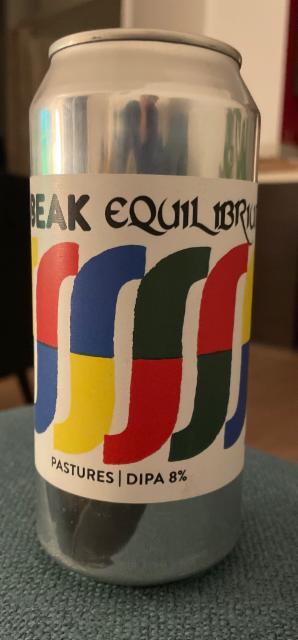 BEAK EQUILIBRIU
PASTURES | DIPA 8%